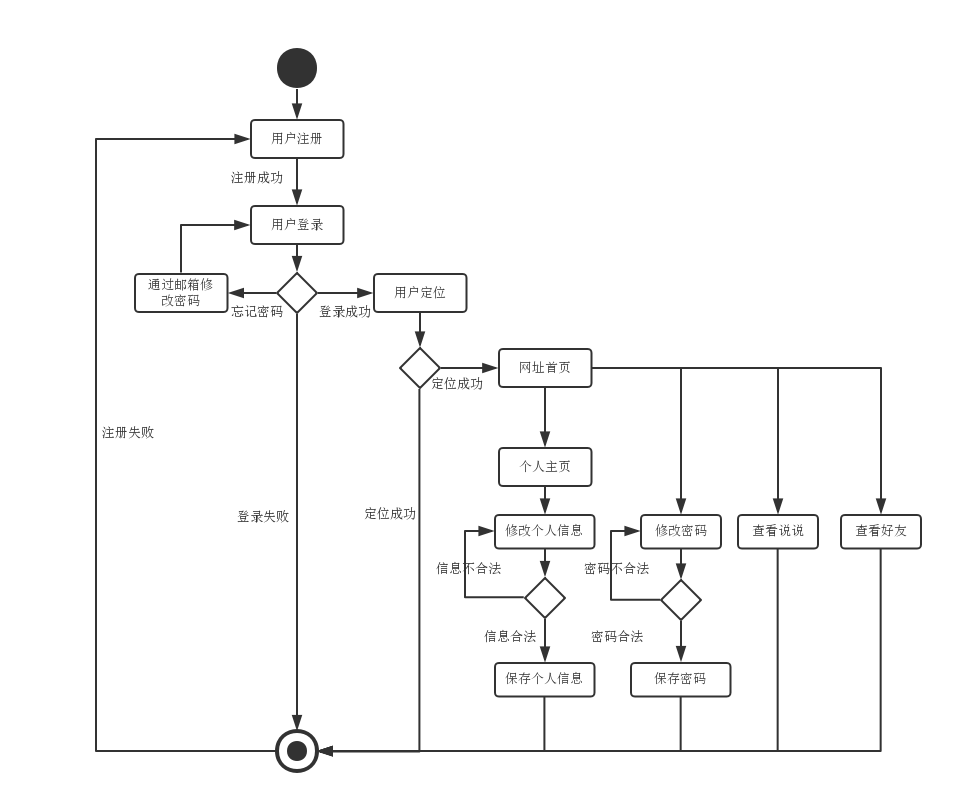 用户注册
注册成功
用户登录
通过邮箱修
改密码
用户定位
忘记密码
登录成功
网址首页
定位成功
注册失败
个人主页
登录失败
定位成功
修改个人信息
修改密码
查看说说
查看好友
信息不合法
密码不合法
信息合法
密码合法
保存个人信息
保存密码